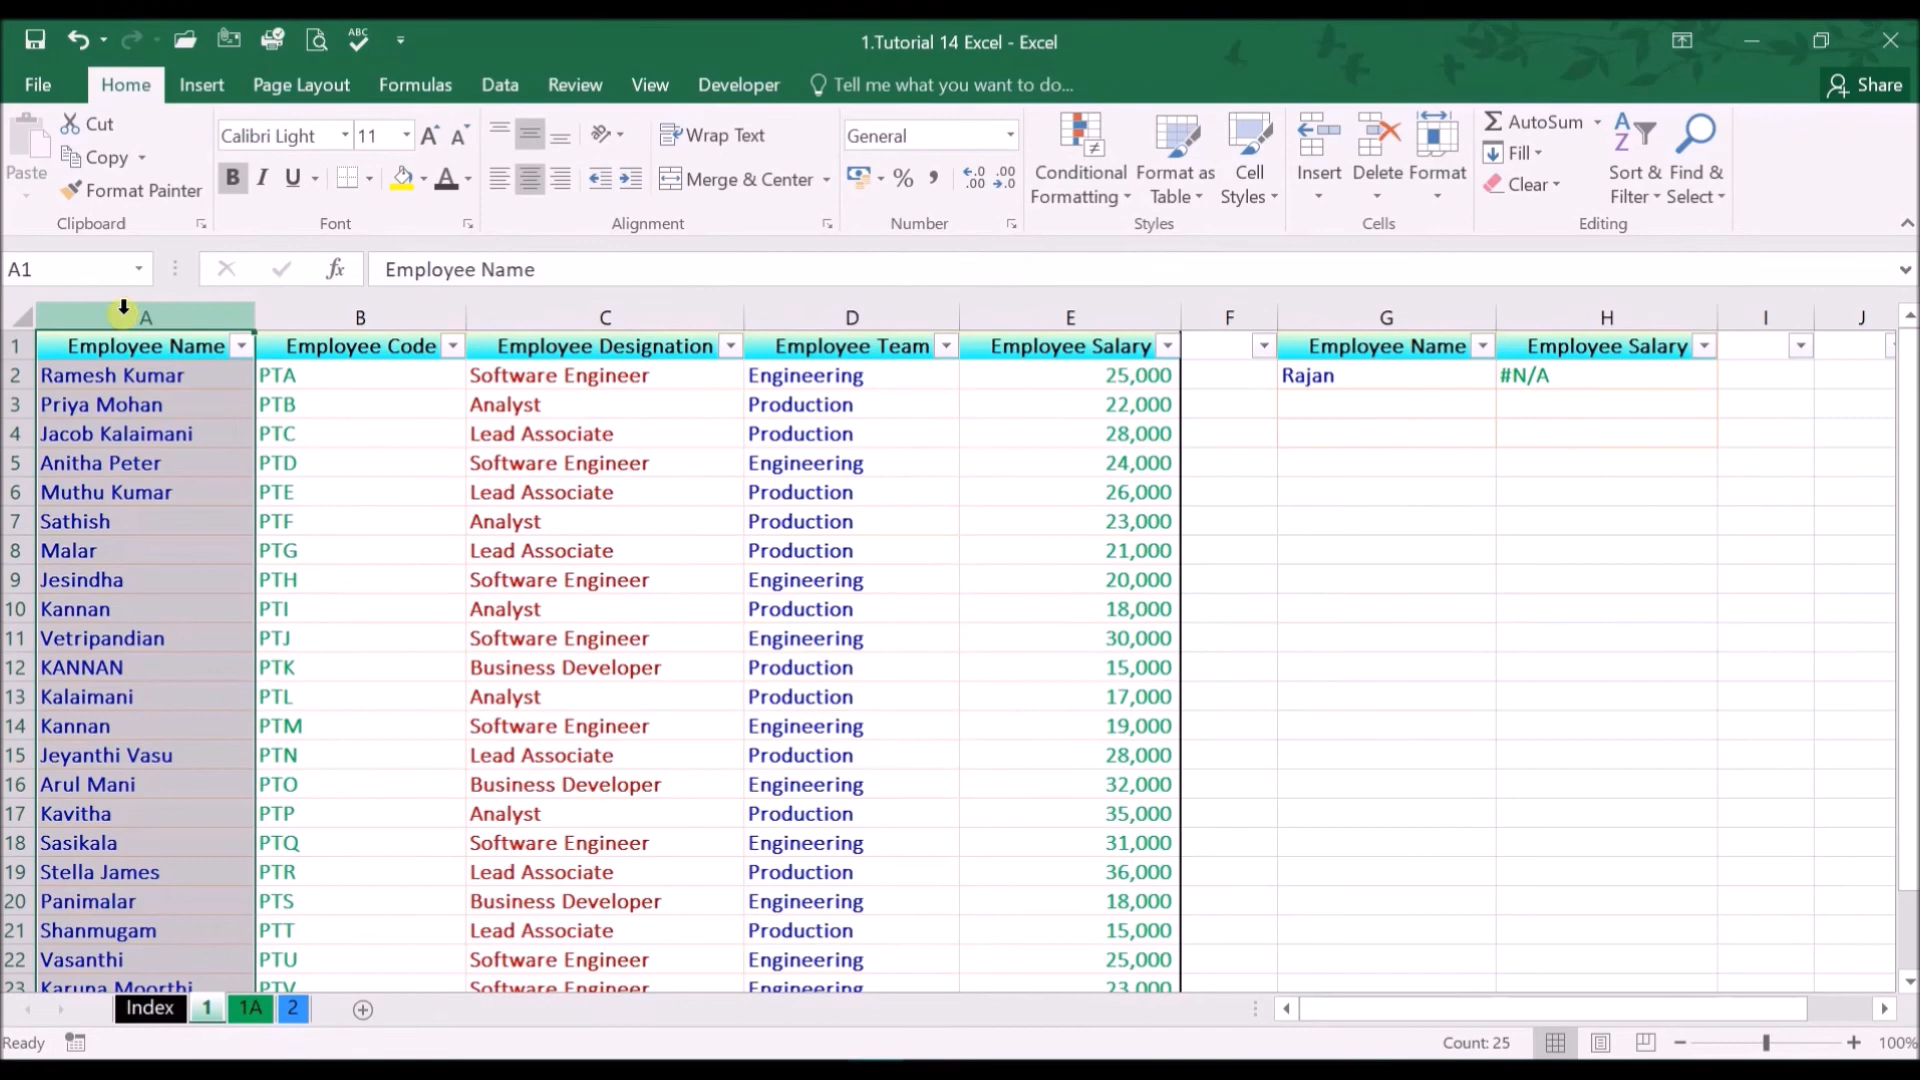 ABC
1.Tutorial 14 Excel - Excel
File Home Insert Page Layout Formulas Data Review View Developer Tell me what you want to do... Share
Paste Cut Copy Format Painter Clipboard
Calibri Light 11 A A B I U A Font
Wrap Text Merge & Center Alignment
General % , Number
Conditional Formatting Format as Table Cell Styles Styles
Insert Delete Format Cells
AutoSum Fill Clear Sort & Filter Find & Select Editing
A1 fx Employee Name
A B C D E F G H I J
1 Employee Name Employee Code Employee Designation Employee Team Employee Salary Employee Name Employee Salary
2 Ramesh Kumar PTA Software Engineer Engineering 25,000 Rajan #N/A
3 Priya Mohan PTB Analyst Production 22,000
4 Jacob Kalaimani PTC Lead Associate Production 28,000
5 Anitha Peter PTD Software Engineer Engineering 24,000
6 Muthu Kumar PTE Lead Associate Production 26,000
7 Sathish PTF Analyst Production 23,000
8 Malar PTG Lead Associate Production 21,000
9 Jesindha PTH Software Engineer Engineering 20,000
10 Kannan PTI Analyst Production 18,000
11 Vetripandian PTJ Software Engineer Engineering 30,000
12 KANNAN PTK Business Developer Production 15,000
13 Kalaimani PTL Analyst Production 17,000
14 Kannan PTM Software Engineer Engineering 19,000
15 Jeyanthi Vasu PTN Lead Associate Production 28,000
16 Arul Mani PTO Business Developer Engineering 32,000
17 Kavitha PTP Analyst Production 35,000
18 Sasikala PTQ Software Engineer Engineering 31,000
19 Stella James PTR Lead Associate Production 36,000
20 Panimalar PTS Business Developer Engineering 18,000
21 Shanmugam PTT Lead Associate Production 15,000
22 Vasanthi PTU Software Engineer Engineering 25,000
23 Karuna Moorthi PTV Software Engineer Engineering 23,000
Index 1 1A 2
Ready Count: 25 100%